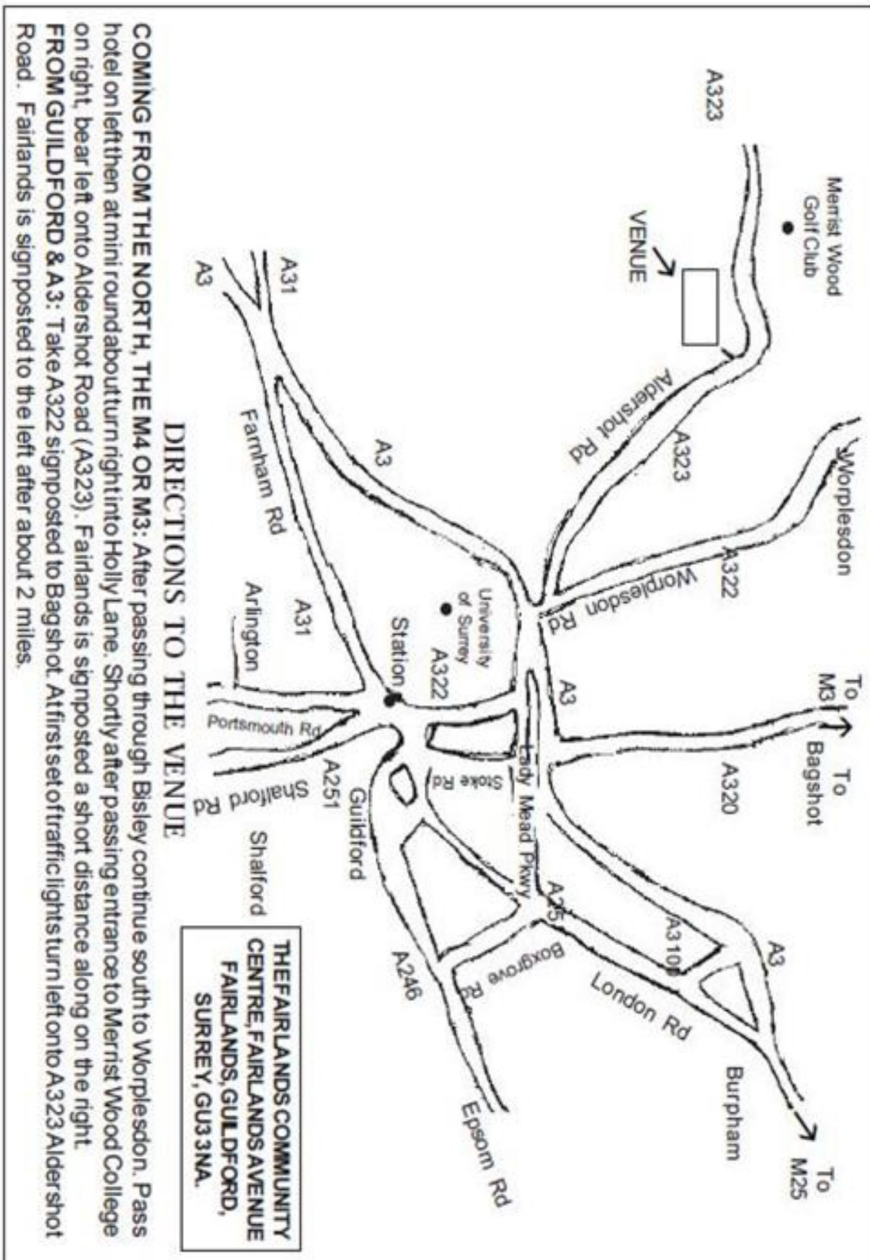 Merrist Wood
Golf Club
A323
VENUE
Aldershot Rd
A323
Worplesdon
A322
Worplesdon Rd
To
M3
To
Bagshot
A320
To
M25
Burpham
A3
A3100
London Rd
A3
Lady Mead Pkwy
A25
Boxgrove Rd
A31
A3
A3
University
of Surrey
A322
Station
Stoke Rd
Farnham Rd
A31
Arlington
Portsmouth Rd
Shalford Rd
A251
Guildford
Shalford
A246
Epsom Rd
THE FAIRLANDS COMMUNITY
CENTRE, FAIRLANDS AVENUE
FAIRLANDS, GUILDFORD,
SURREY, GU3 3NA.
DIRECTIONS TO THE VENUE
COMING FROM THE NORTH, THE M4 OR M3: After passing through Bisley continue south to Worplesdon. Pass
hotel on left then at mini roundabout turn right into Holly Lane. Shortly after passing entrance to Merrist Wood College
on right, bear left onto Aldershot Road (A323). Fairlands is signposted a short distance along on the right.
FROM GUILDFORD & A3: Take A322 signposted to Bagshot. At first set of traffic lights turn left onto A323 Aldershot
Road. Fairlands is signposted to the left after about 2 miles.